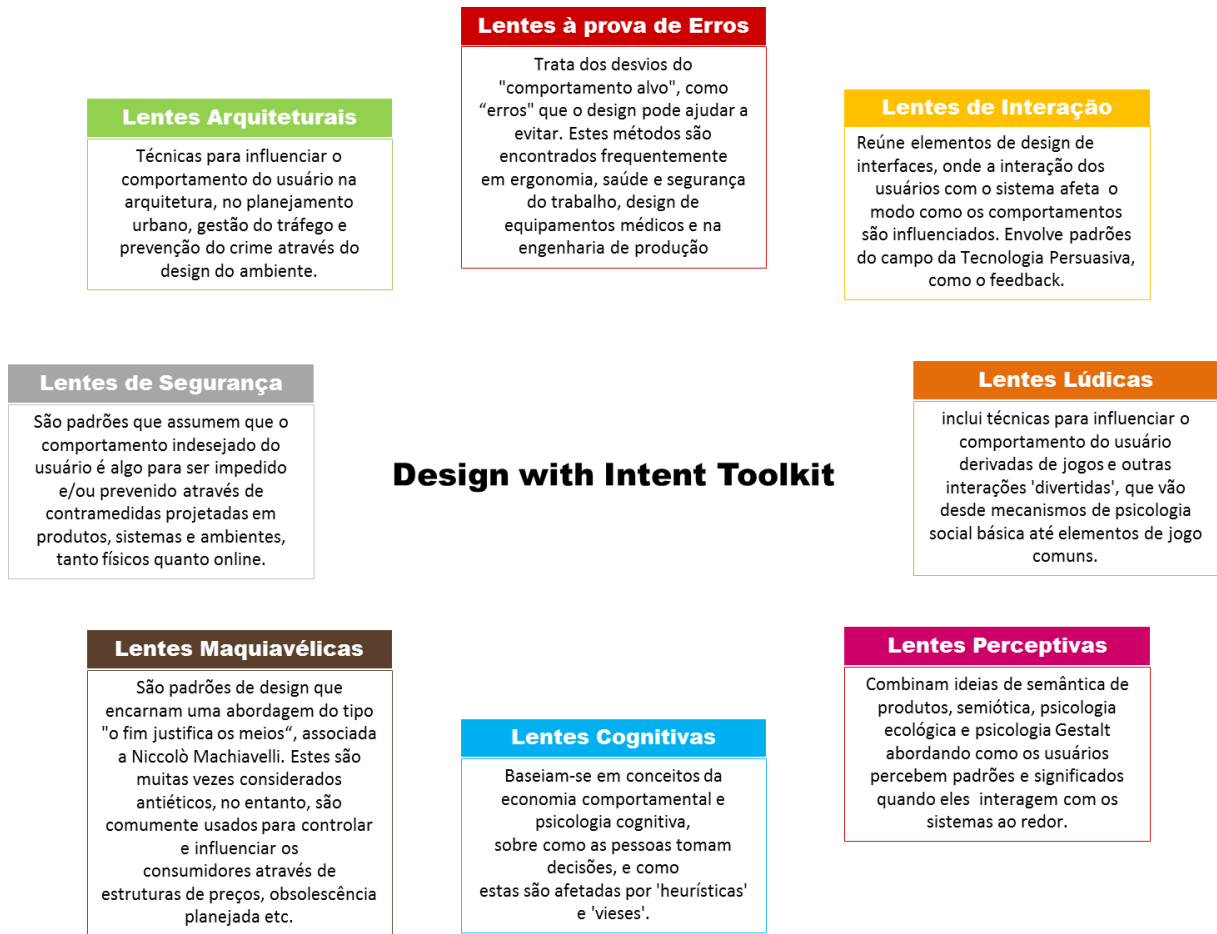 Lentes à prova de Erros
Trata dos desvios do
"comportamento alvo", como
“erros" que o design pode ajudar a
evitar. Estes métodos são
encontrados frequentemente
em ergonomia, saúde e segurança
do trabalho, design de
equipamentos médicos e na
engenharia de produção
Lentes Arquiteturais
Técnicas para influenciar o
comportamento do usuário na
arquitetura, no planejamento
urbano, gestão do tráfego e
prevenção do crime através do
design do ambiente.
Lentes de Interação
Reúne elementos de design de
interfaces, onde a interação dos
usuários com o sistema afeta o
modo como os comportamentos
são influenciados. Envolve padrões
do campo da Tecnologia Persuasiva,
como o feedback.
Lentes de Segurança
São padrões que assumem que o
comportamento indesejado do
usuário é algo para ser impedido
e/ou prevenido através de
contramedidas projetadas em
produtos, sistemas e ambientes,
tanto físicos quanto online.
Design with Intent Toolkit
Lentes Lúdicas
inclui técnicas para influenciar o
comportamento do usuário
derivadas de jogos e outras
interações 'divertidas', que vão
desde mecanismos de psicologia
social básica até elementos de jogo
comuns.
Lentes Maquiavélicas
São padrões de design que
encarnam uma abordagem do tipo
"o fim justifica os meios“, associada
a Niccolò Machiavelli. Estes são
muitas vezes considerados
antiéticos, no entanto, são
comumente usados para controlar
e influenciar os
consumidores através de
estruturas de preços, obsolescência
planejada etc.
Lentes Cognitivas
Baseiam-se em conceitos da
economia comportamental e
psicologia cognitiva,
sobre como as pessoas tomam
decisões, e como
estas são afetadas por 'heurísticas'
e 'vieses'.
Lentes Perceptivas
Combinam ideias de semântica de
produtos, semiótica, psicologia
ecológica e psicologia Gestalt
abordando como os usuários
percebem padrões e significados
quando eles interagem com os
sistemas ao redor.